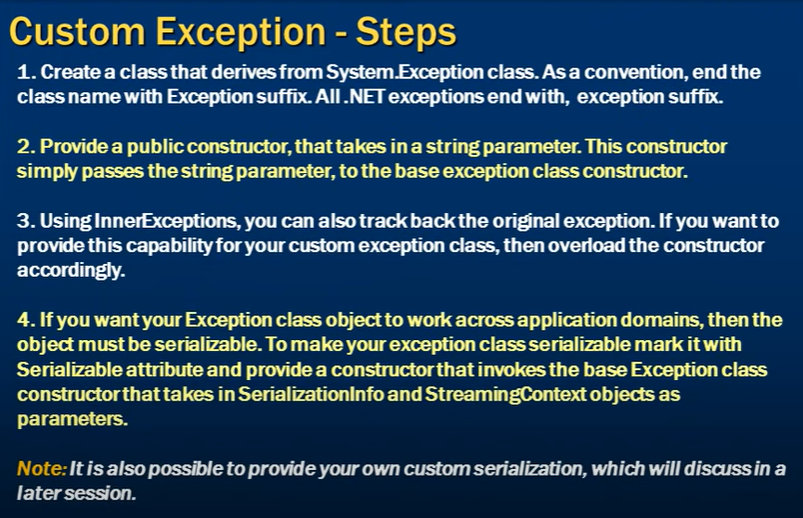 Custom Exception - Steps
1. Create a class that derives from System.Exception class. As a convention, end the
class name with Exception suffix. All .NET exceptions end with, exception suffix.
2. Provide a public constructor, that takes in a string parameter. This constructor
simply passes the string parameter, to the base exception class constructor.
3. Using InnerExceptions, you can also track back the original exception. If you want to
provide this capability for your custom exception class, then overload the constructor
accordingly.
4. If you want your Exception class object to work across application domains, then the
object must be serializable. To make your exception class serializable mark it with
Serializable attribute and provide a constructor that invokes the base Exception class
constructor that takes in SerializationInfo and StreamingContext objects as
parameters.
Note: It is also possible to provide your own custom serialization, which will discuss in a
later session.